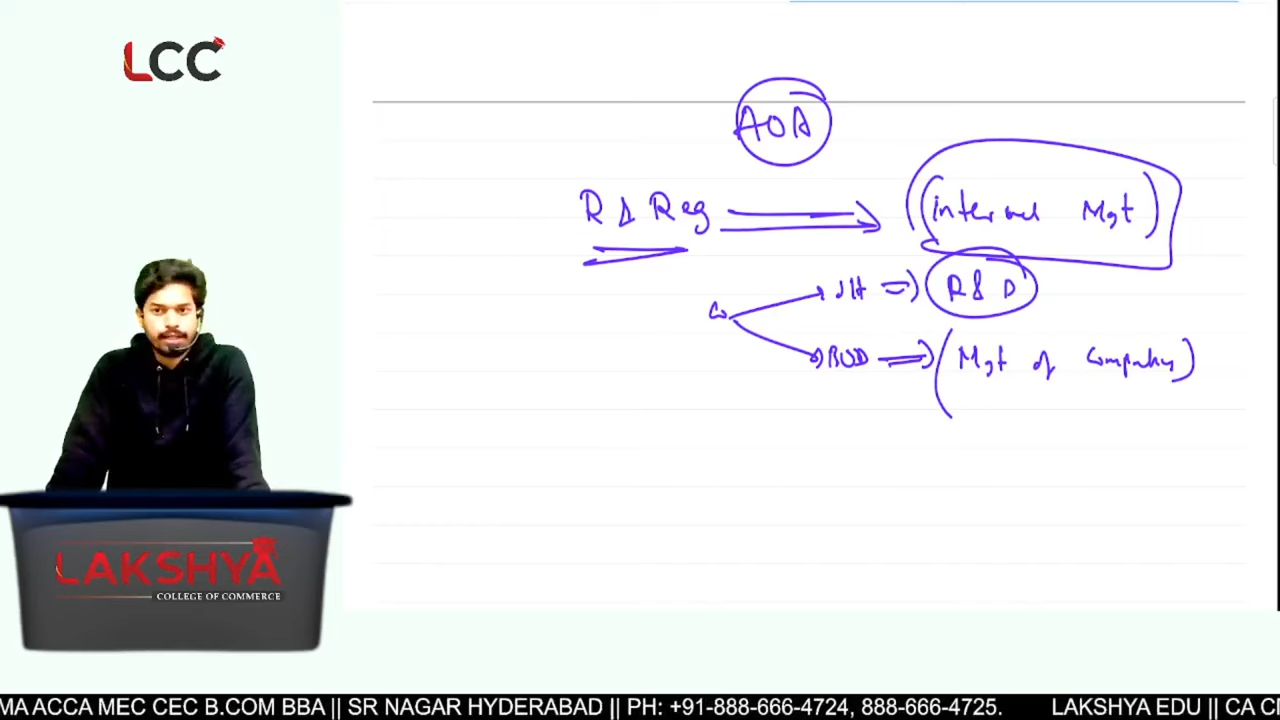 LCC
AOA
R & Reg ⇒ (internal Mgt)
Co → SH ⇒ R & D
→ BOD ⇒ (Mgt of
LAKSHYA
COLLEGE OF COMMERCE
MA ACCA MEC CEC B.COM BBA || SR NAGAR HYDERABAD || PH: +91-888-666-4724, 888-666-4725. LAKSHYA EDU || CA C